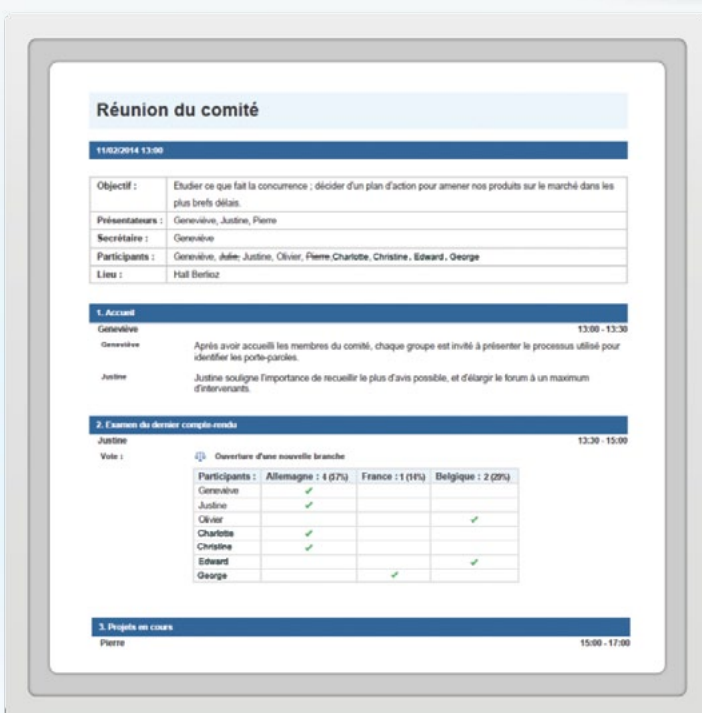 Réunion du comité
11/02/2014 13:00
Objectif : Etudier ce que fait la concurrence ; décider d'un plan d'action pour amener nos produits sur le marché dans les
plus brefs délais.
Présentateurs : Geneviève, Justine, Pierre
Secrétaire : Geneviève
Participants : Geneviève, Julie, Justine, Olivier, Pierre,Charlotte, Christine, Edward, George
Lieu : Hall Berlioz
1. Accueil
Geneviève 13:00 - 13:30
Geneviève Après avoir accueilli les membres du comité, chaque groupe est invité à présenter le processus utilisé pour
identifier les porte-paroles.
Justine Justine souligne l'importance de recueillir le plus d'avis possible, et d'élargir le forum à un maximum
d'intervenants.
2. Examen du dernier compte-rendu
Justine 13:30 - 15:00
Vote : Ouverture d'une nouvelle branche
Participants : Allemagne : 4 (57%) France : 1 (14%) Belgique : 2 (29%)
Geneviève ✔
Justine ✔
Olivier ✔
Charlotte ✔
Christine ✔
Edward ✔
George ✔
3. Projets en cours
Pierre 15:00 - 17:00